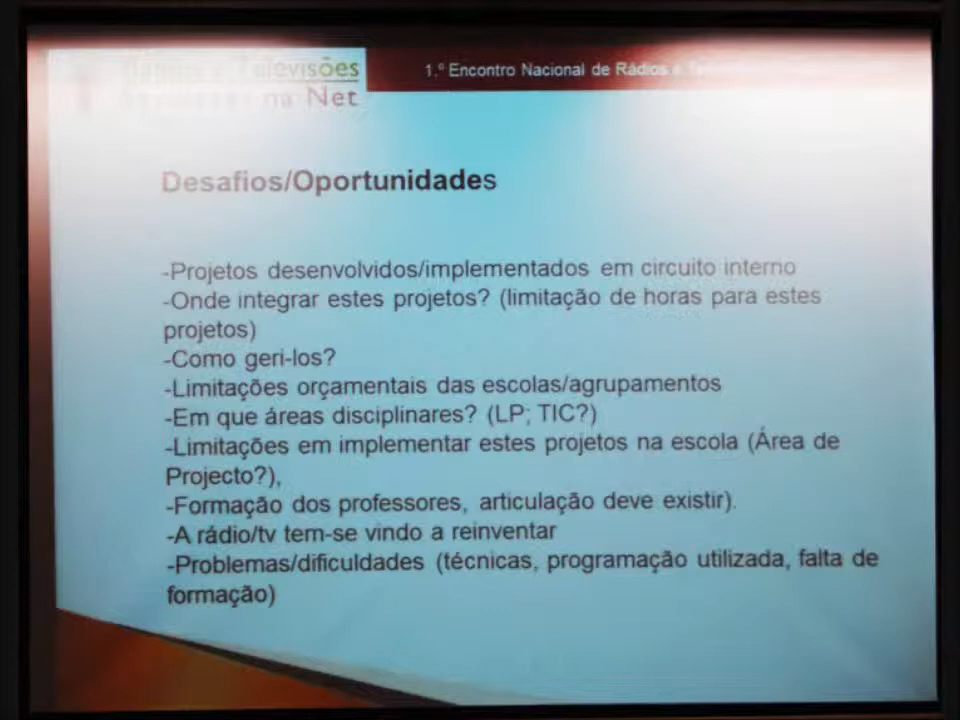 Televisões
na Net
1.º Encontro Nacional de Rádios e
Desafios/Oportunidades
-Projetos desenvolvidos/implementados em circuito interno
-Onde integrar estes projetos? (limitação de horas para estes
projetos)
-Como geri-los?
-Limitações orçamentais das escolas/agrupamentos
-Em que áreas disciplinares? (LP; TIC?)
-Limitações em implementar estes projetos na escola (Área de
Projecto?),
-Formação dos professores, articulação deve existir).
-A rádio/tv tem-se vindo a reinventar
-Problemas/dificuldades (técnicas, programação utilizada, falta de
formação)